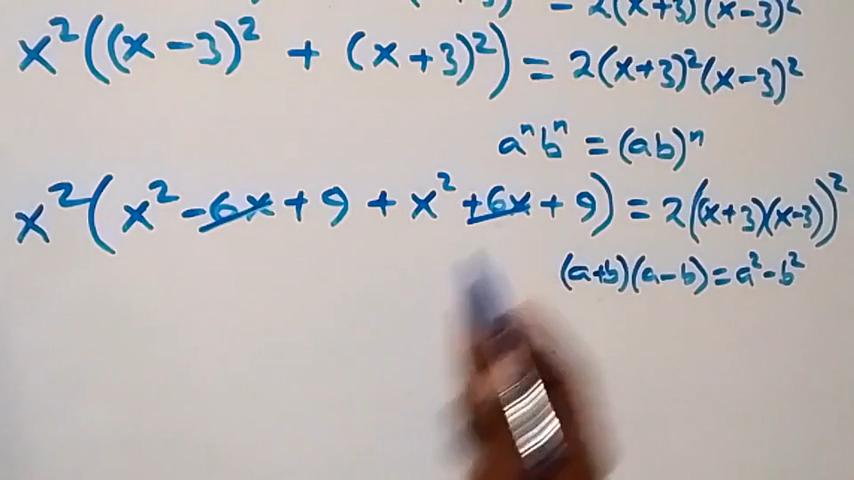 = 2(x+3)(x-3)²
x²((x-3)² + (x+3)²) = 2(x+3)²(x-3)²
aⁿbⁿ = (ab)ⁿ
x²(x² -6x + 9 + x² +6x + 9) = 2((x+3)(x-3))²
(a+b)(a-b) = a²-b²